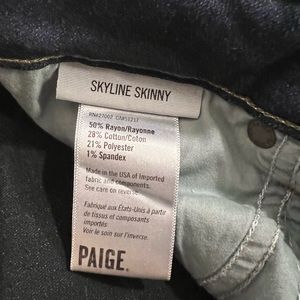 SKYLINE SKINNY
50% Rayon/Rayonne
28% Cotton/Coton
21% Polyester
1% Spandex
Made in the USA of Imported
fabric and components.
See care on reverse.
Fabriqué aux États-Unis à partir
de tissus et composants
importés
Voir le soin sur l'inverse.
PAIGE.